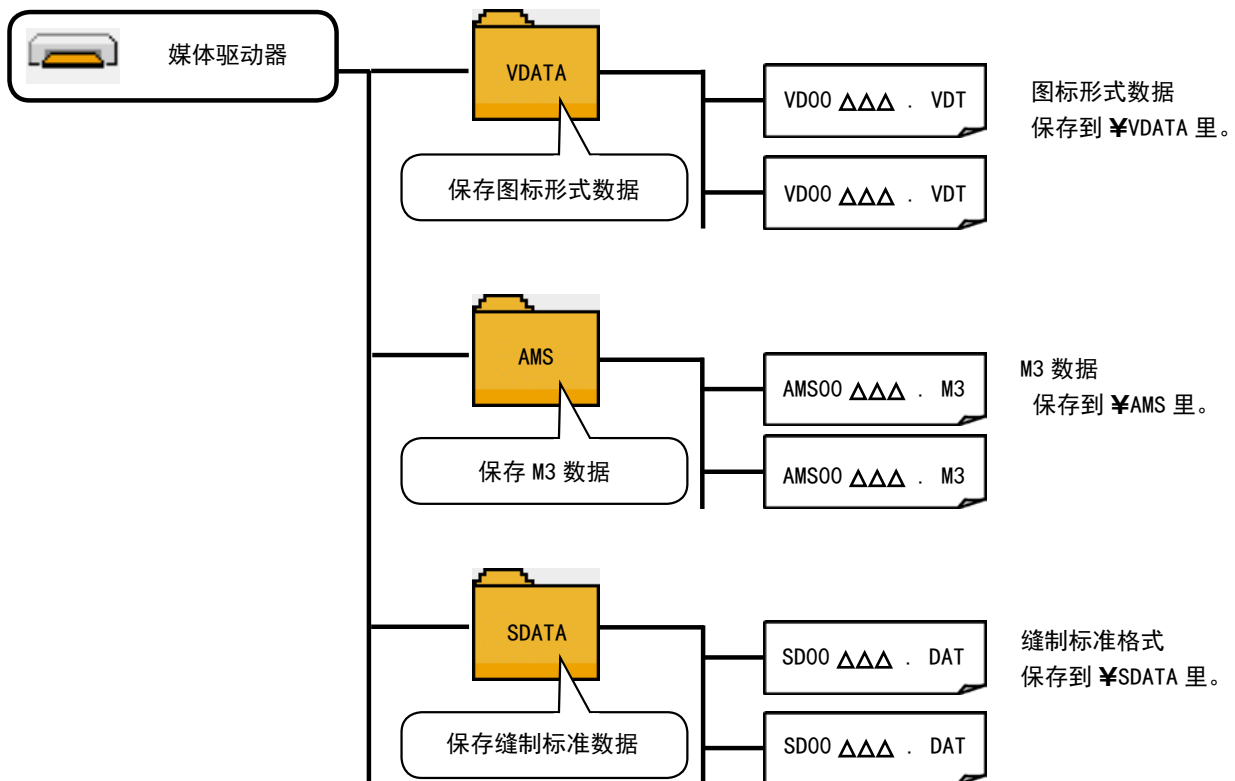 媒体驱动器
VDATA
保存图标形式数据
VD00 △△△ . VDT
VD00 △△△ . VDT
图标形式数据
保存到 ¥VDATA 里。
AMS
保存 M3 数据
AMS00 △△△ . M3
AMS00 △△△ . M3
M3 数据
保存到 ¥AMS 里。
SDATA
保存缝制标准数据
SD00 △△△ . DAT
SD00 △△△ . DAT
缝制标准格式
保存到 ¥SDATA 里。